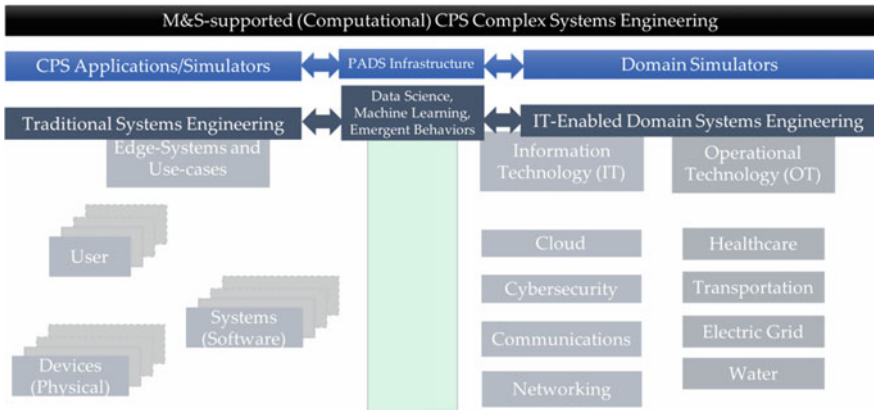 M&S-supported (Computational) CPS Complex Systems Engineering
CPS Applications/Simulators
PADS Infrastructure
Domain Simulators
Traditional Systems Engineering
Data Science,
Machine Learning,
Emergent Behaviors
IT-Enabled Domain Systems Engineering
Edge-Systems and
Use-cases
Information
Technology (IT)
Operational
Technology (OT)
User
Systems
(Software)
Devices
(Physical)
Cloud
Cybersecurity
Communications
Networking
Healthcare
Transportation
Electric Grid
Water